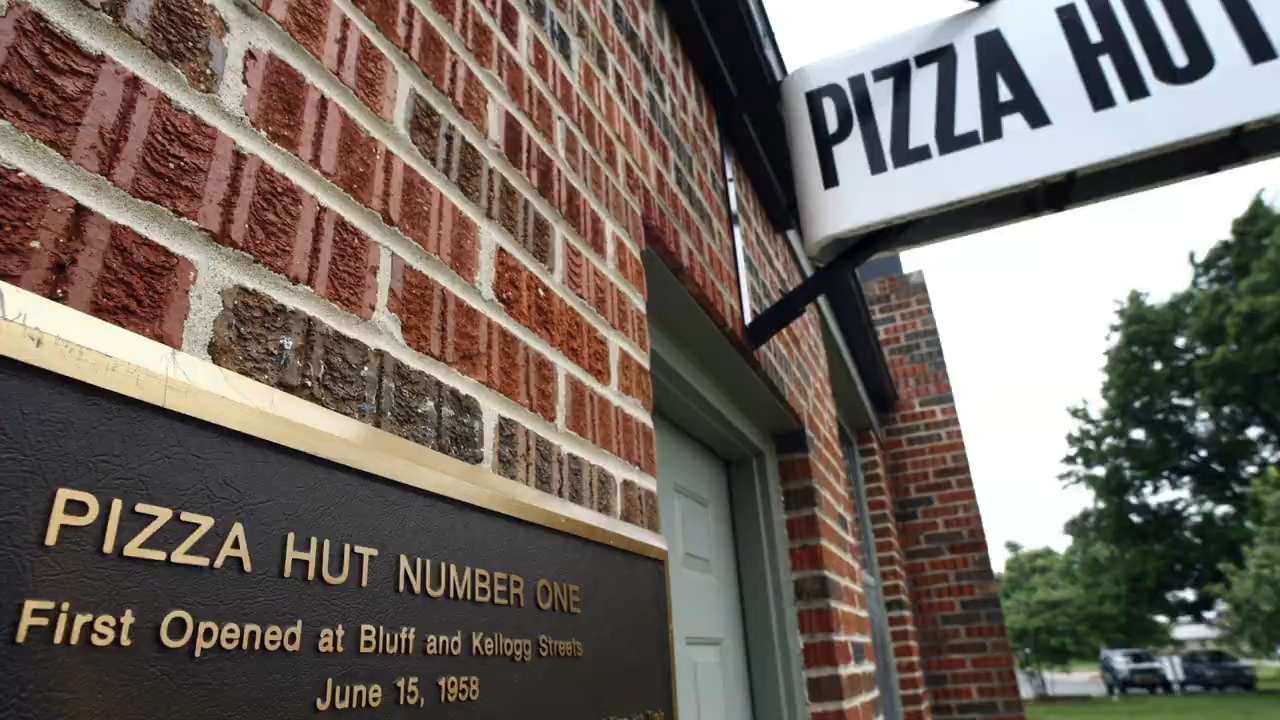 PIZZA HUT
PIZZA HUT NUMBER ONE
First Opened at Bluff and Kellogg Streets
June 15, 1958